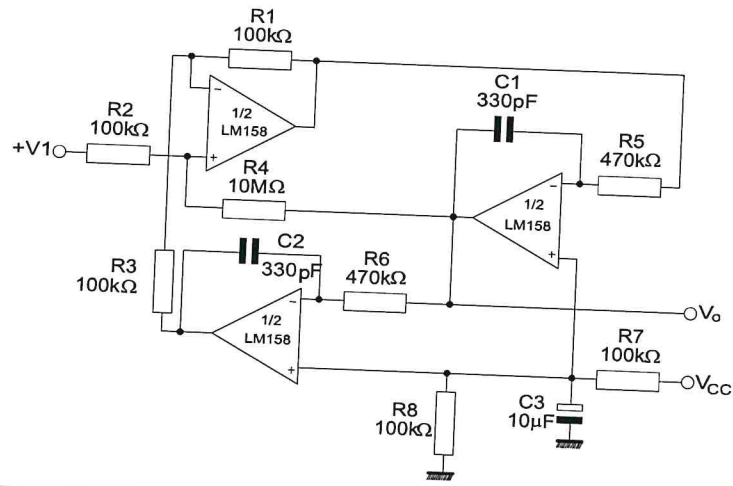 R1
100kΩ
C1
330pF
R2
100kΩ
1/2
LM158
+V1
R4
10MΩ
R5
470kΩ
1/2
LM158
C2
330pF
R3
100kΩ
R6
470kΩ
1/2
LM158
Vo
R7
100kΩ
VCC
R8
100kΩ
C3
10µF
− + − + − +